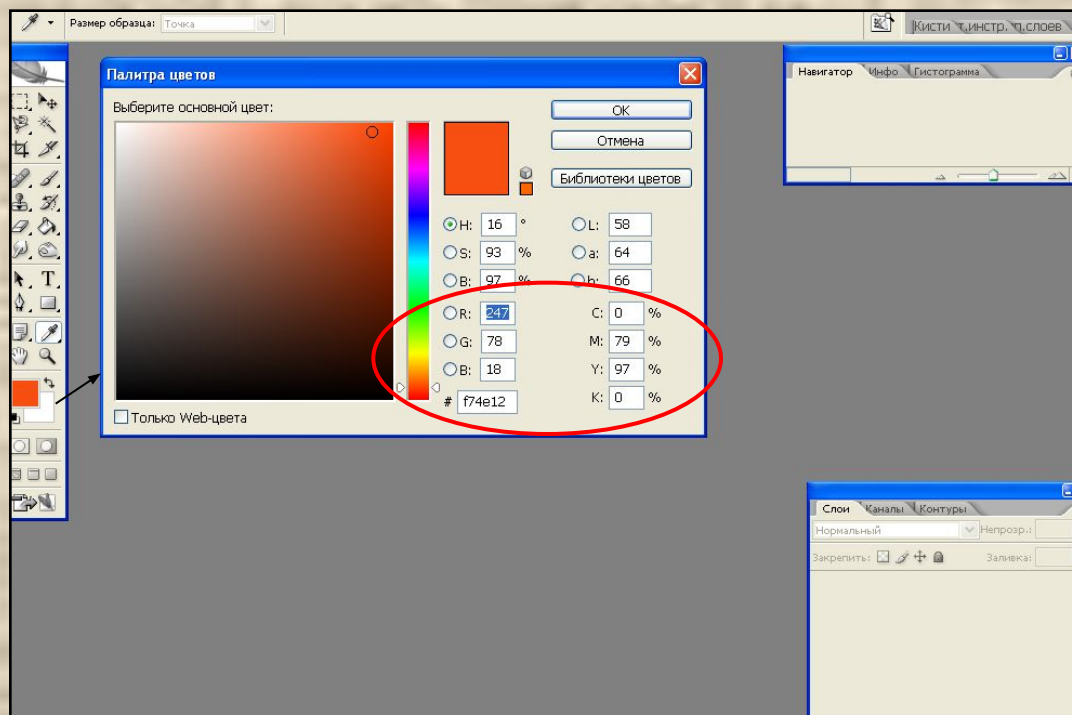 Размер образца: Точка
Кисти т.инстр. п.слоев
Палитра цветов
Выберите основной цвет:
OK
Отмена
Библиотеки цветов
H: 16 °
L: 58
S: 93 %
a: 64
B: 97 %
b: 66
R: 247
C: 0 %
G: 78
M: 79 %
B: 18
Y: 97 %
# f74e12
K: 0 %
Только Web-цвета
Навигатор Инфо Гистограмма
T
Слои Каналы Контуры
Нормальный Непрозр.:
Закрепить: Заливка: